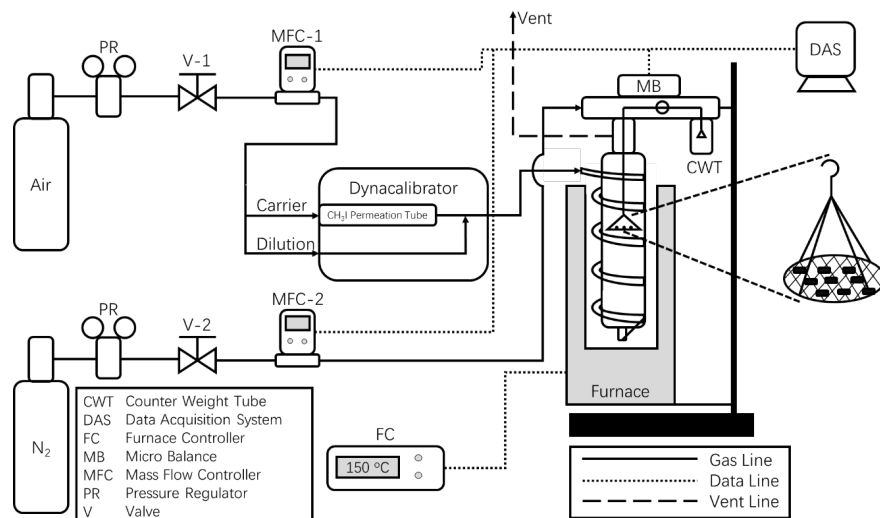 Vent
MFC-1
PR
V-1
DAS
MB
CWT
Air
Dynacalibrator
Carrier
CH₃I Permeation Tube
Dilution
MFC-2
PR
V-2
Furnace
N₂
CWT Counter Weight Tube
DAS Data Acquisition System
FC Furnace Controller
MB Micro Balance
MFC Mass Flow Controller
PR Pressure Regulator
V Valve
FC
150 °C
Gas Line
Data Line
Vent Line